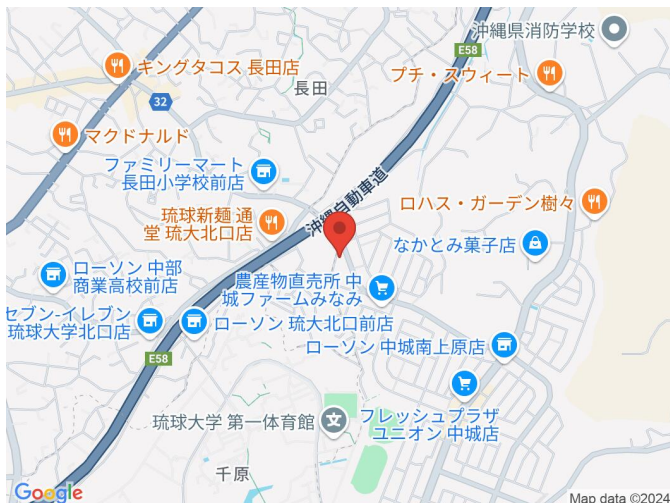 沖縄県消防学校
E58
キングタコス 長田店
長田
プチ・スウィート
32
マクドナルド
ファミリーマート
長田小学校前店
沖縄自動車道
琉球新麺 通
堂 琉大北口店
ロハス・ガーデン樹々
なかとみ菓子店
ローソン 中部
商業高校前店
農産物直売所 中
城ファームみなみ
セブン-イレブン
琉球大学北口店
ローソン 琉大北口前店
ローソン 中城南上原店
E58
フレッシュプラザ
ユニオン 中城店
琉球大学 第一体育館
文
千原
Google
Map data ©2024